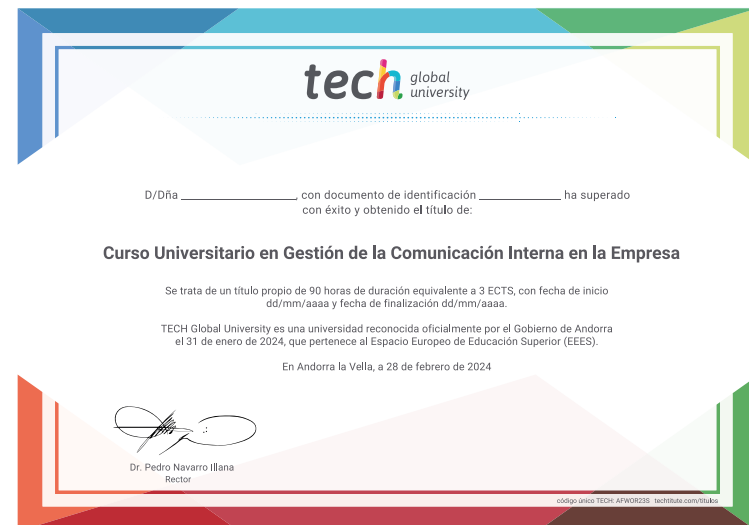 tech global university
D/Dña ____________________, con documento de identificación ______________ ha superado
con éxito y obtenido el título de:
Curso Universitario en Gestión de la Comunicación Interna en la Empresa
Se trata de un título propio de 90 horas de duración equivalente a 3 ECTS, con fecha de inicio
dd/mm/aaaa y fecha de finalización dd/mm/aaaa.
TECH Global University es una universidad reconocida oficialmente por el Gobierno de Andorra
el 31 de enero de 2024, que pertenece al Espacio Europeo de Educación Superior (EEES).
En Andorra la Vella, a 28 de febrero de 2024
Dr. Pedro Navarro Illana
Rector
código único TECH: AFWOR23S techtitute.com/titulos